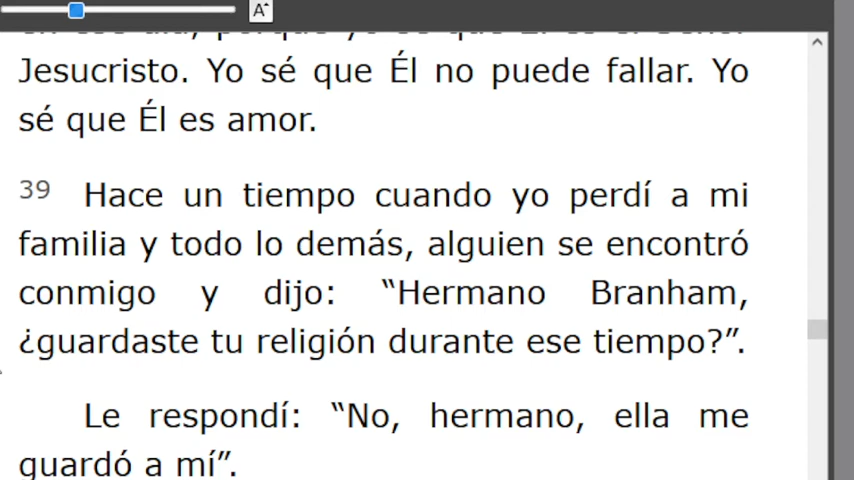 A
Jesucristo. Yo sé que Él no puede fallar. Yo
sé que Él es amor.
39 Hace un tiempo cuando yo perdí a mi
familia y todo lo demás, alguien se encontró
conmigo y dijo: “Hermano Branham,
¿guardaste tu religión durante ese tiempo?”.
Le respondí: “No, hermano, ella me
guardó a mí”.